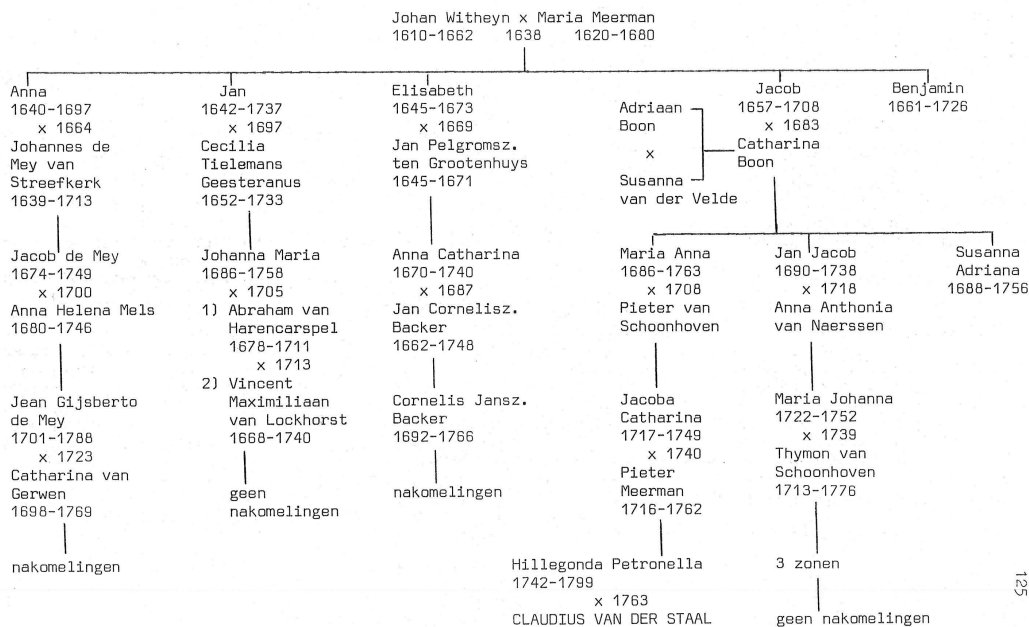 Johan Witheyn x Maria Meerman
1610-1662 1638 1620-1680
Anna
1640-1697
x 1664
Johannes de
Mey van
Streefkerk
1639-1713
Jacob de Mey
1674-1749
x 1700
Anna Helena Mels
1680-1746
Jean Gijsberto
de Mey
1701-1788
x 1723
Catharina van
Gerwen
1698-1769
nakomelingen
Jan
1642-1737
x 1697
Cecilia
Tielemans
Geesteranus
1652-1733
Johanna Maria
1686-1758
x 1705
1) Abraham van
Harencarspel
1678-1711
x 1713
2) Vincent
Maximiliaan
van Lockhorst
1668-1740
geen
nakomelingen
Elisabeth
1645-1673
x 1669
Jan Pelgromsz.
ten Grootenhuys
1645-1671
Anna Catharina
1670-1740
x 1687
Jan Cornelisz.
Backer
1662-1748
Cornelis Jansz.
Backer
1692-1766
nakomelingen
Adriaan
Boon
x
Susanna
van der Velde
Jacob
1657-1708
x 1683
Catharina
Boon
Benjamin
1661-1726
Maria Anna
1686-1763
x 1708
Pieter van
Schoonhoven
Jacoba
Catharina
1717-1749
x 1740
Pieter
Meerman
1716-1762
Hillegonda Petronella
1742-1799
x 1763
CLAUDIUS VAN DER STAAL
Jan Jacob
1690-1738
x 1718
Anna Anthonia
van Naerssen
Maria Johanna
1722-1752
x 1739
Thymon van
Schoonhoven
1713-1776
3 zonen
geen nakomelingen
Susanna
Adriana
1688-1756
125